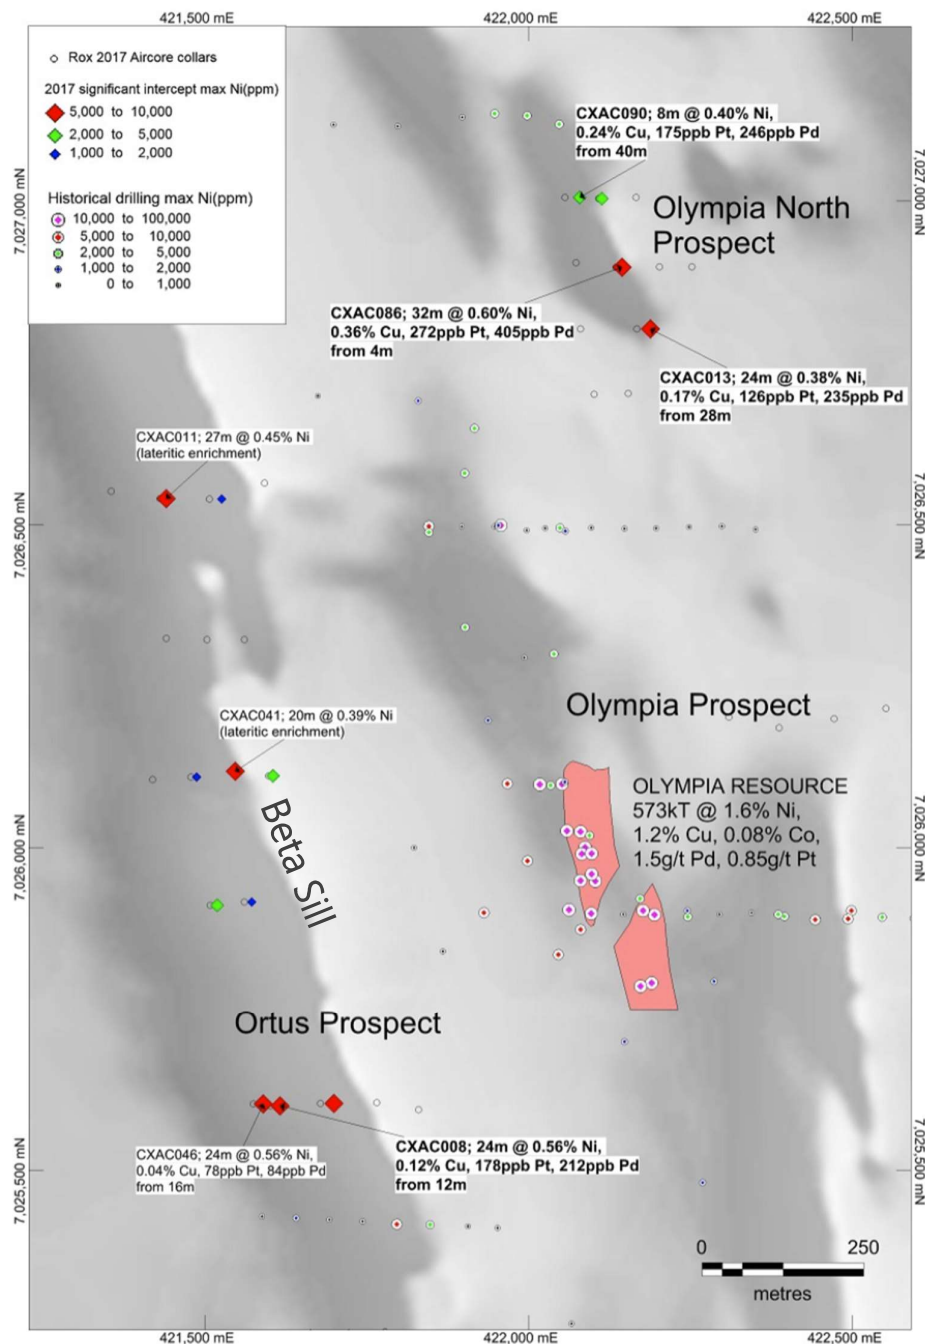 421,500 mE
422,000 mE
422,500 mE
Rox 2017 Aircore collars
2017 significant intercept max Ni(ppm)
5,000 to 10,000
2,000 to 5,000
1,000 to 2,000
Historical drilling max Ni(ppm)
10,000 to 100,000
5,000 to 10,000
2,000 to 5,000
1,000 to 2,000
0 to 1,000
CXAC090; 8m @ 0.40% Ni,
0.24% Cu, 175ppb Pt, 246ppb Pd
from 40m
7,027,000 mN
7,027,000 mN
Olympia North
Prospect
CXAC086; 32m @ 0.60% Ni,
0.36% Cu, 272ppb Pt, 405ppb Pd
from 4m
CXAC013; 24m @ 0.38% Ni,
0.17% Cu, 126ppb Pt, 235ppb Pd
from 28m
CXAC011; 27m @ 0.45% Ni
(lateritic enrichment)
7,026,500 mN
7,026,500 mN
Olympia Prospect
CXAC041; 20m @ 0.39% Ni
(lateritic enrichment)
OLYMPIA RESOURCE
573kT @ 1.6% Ni,
1.2% Cu, 0.08% Co,
1.5g/t Pd, 0.85g/t Pt
7,026,000 mN
7,026,000 mN
Beta Sill
Ortus Prospect
CXAC046; 24m @ 0.56% Ni,
0.04% Cu, 78ppb Pt, 84ppb Pd
from 16m
CXAC008; 24m @ 0.56% Ni,
0.12% Cu, 178ppb Pt, 212ppb Pd
from 12m
7,025,500 mN
7,025,500 mN
0 250
metres
421,500 mE
422,000 mE
422,500 mE